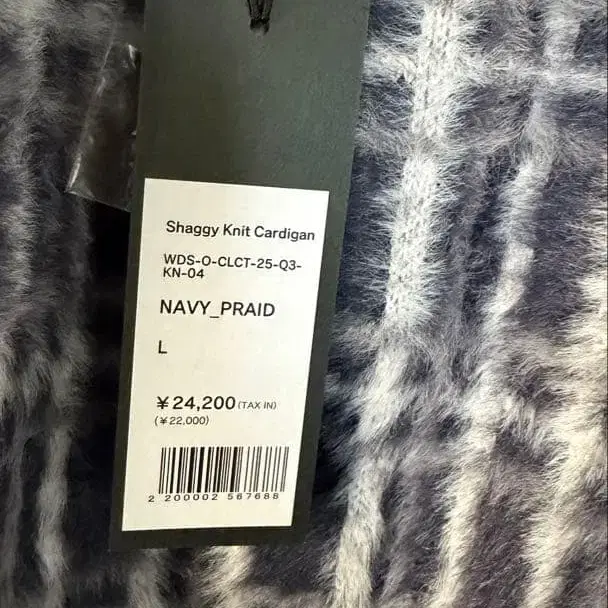 Shaggy Knit Cardigan
WDS-O-CLCT-25-Q3-
KN-04
NAVY_PRAID
L
¥24,200(TAX IN)
(¥22,000)
2 200002 567688